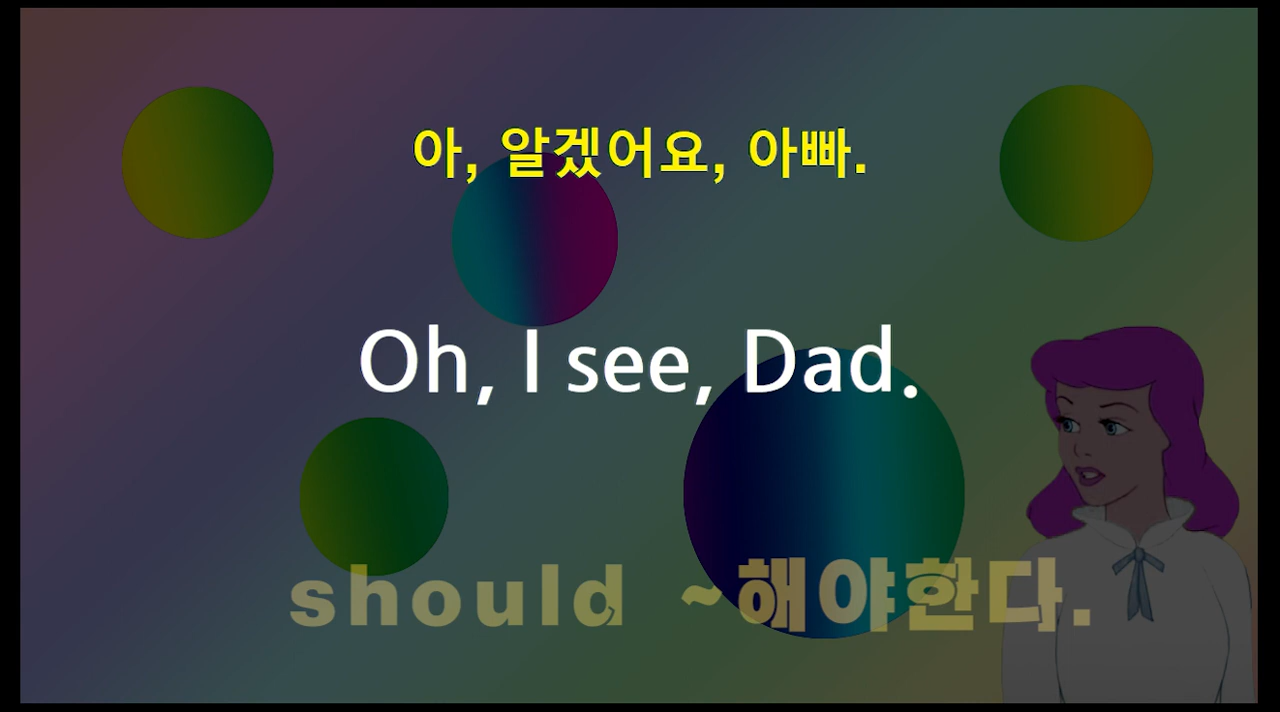 아, 알겠어요, 아빠.
Oh, I see, Dad.
should ~해야한다.